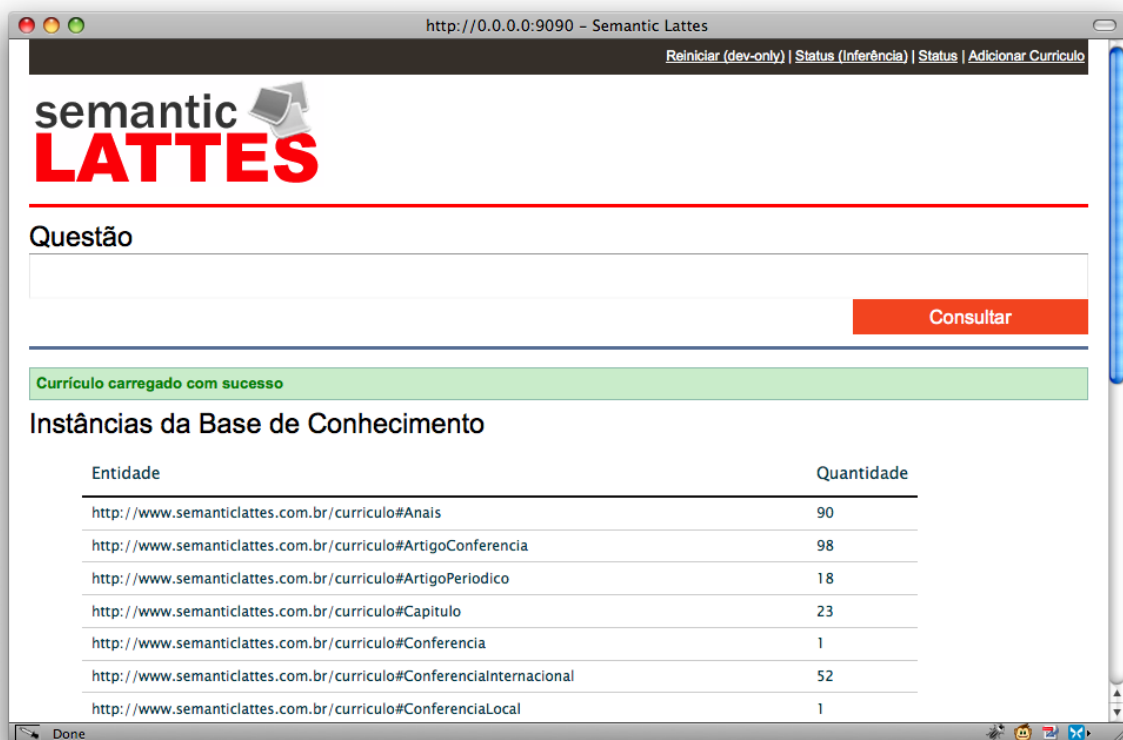 http://0.0.0.0:9090 – Semantic Lattes
Reiniciar (dev-only) | Status (Inferência) | Status | Adicionar Curriculo
semantic
LATTES
Questão
Consultar
Currículo carregado com sucesso
Instâncias da Base de Conhecimento
Entidade Quantidade
http://www.semanticlattes.com.br/curriculo#Anais 90
http://www.semanticlattes.com.br/curriculo#ArtigoConferencia 98
http://www.semanticlattes.com.br/curriculo#ArtigoPeriodico 18
http://www.semanticlattes.com.br/curriculo#Capitulo 23
http://www.semanticlattes.com.br/curriculo#Conferencia 1
http://www.semanticlattes.com.br/curriculo#ConferenciaInternacional 52
http://www.semanticlattes.com.br/curriculo#ConferenciaLocal 1
Done